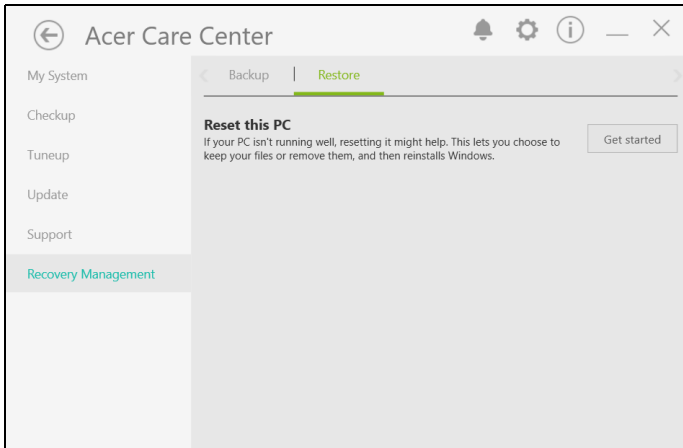 Acer Care Center
My System
Checkup
Tuneup
Update
Support
Recovery Management
Backup | Restore
Reset this PC
If your PC isn't running well, resetting it might help. This lets you choose to
keep your files or remove them, and then reinstalls Windows.
Get started